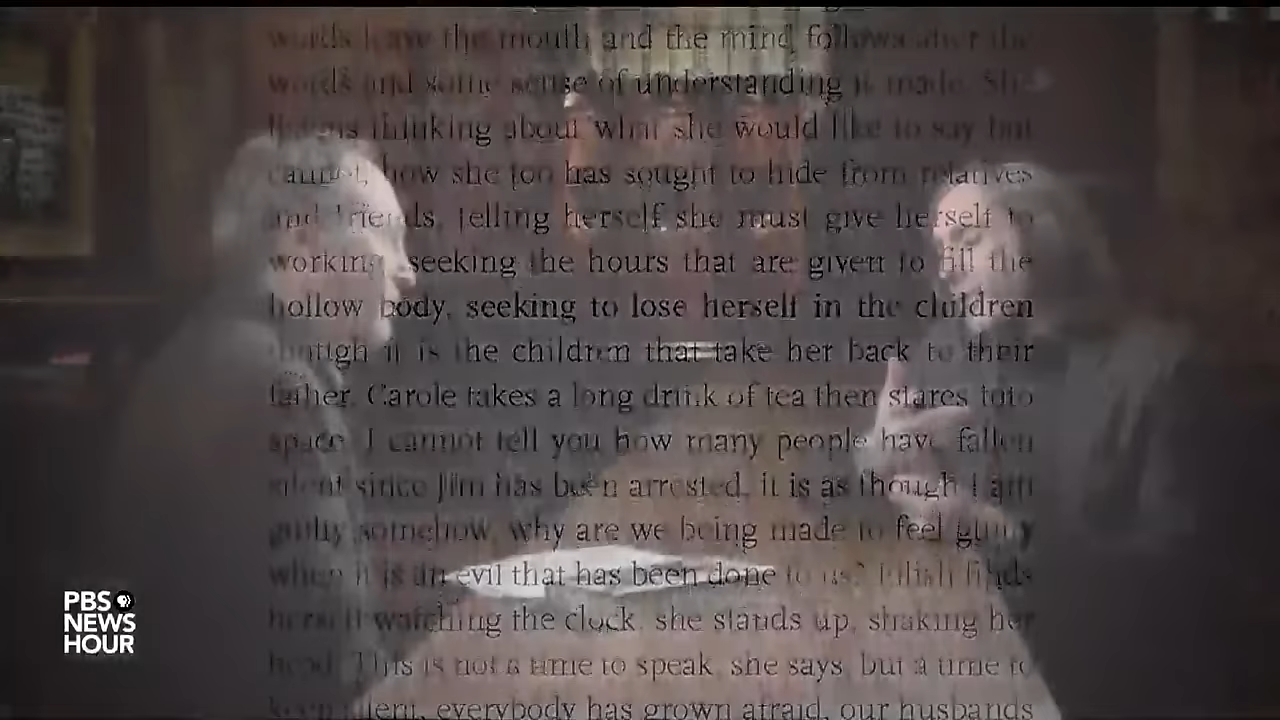 words leave the mouth and the mind follows after the
words and some sense of understanding is made. She
begins thinking about what she would like to say but
cannot, how she too has sought to hide from relatives
and friends, telling herself she must give herself to
working, seeking the hours that are given to fill the
hollow body, seeking to lose herself in the children
though it is the children that take her back to their
father. Carole takes a long drink of tea then stares into
space. I cannot tell you how many people have fallen
silent since Jim has been arrested, it is as though I am
guilty somehow, why are we being made to feel guilty
when it is an evil that has been done to us? Eilish finds
herself watching the clock, she stands up, shaking her
head. This is not a time to speak, she says, but a time to
keep silent, everybody has grown afraid, our husbands
PBS
NEWS
HOUR